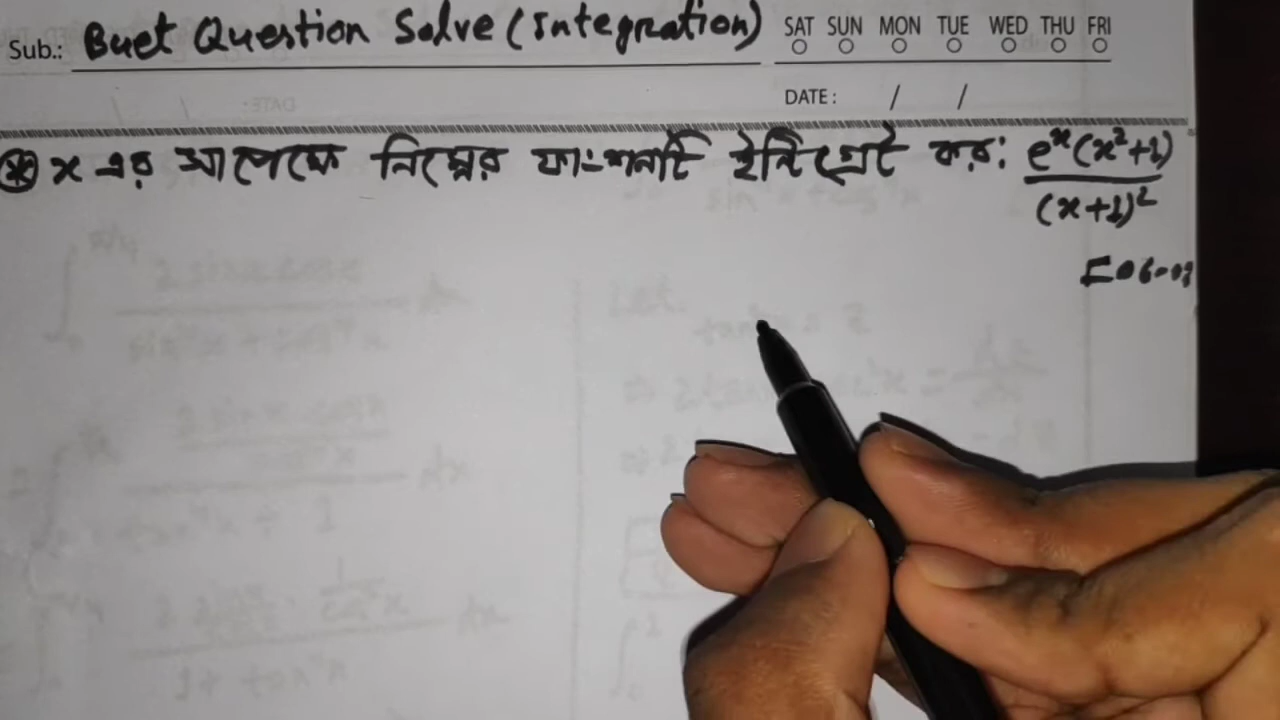 Sub.: Buet Question Solve (Integration) SAT SUN MON TUE WED THU FRI
DATE : / /
* x এর সাপেক্ষে নিম্নের ফাংশনটি ইন্টিগ্রেট কর: e^x(x²+1)/(x+1)²